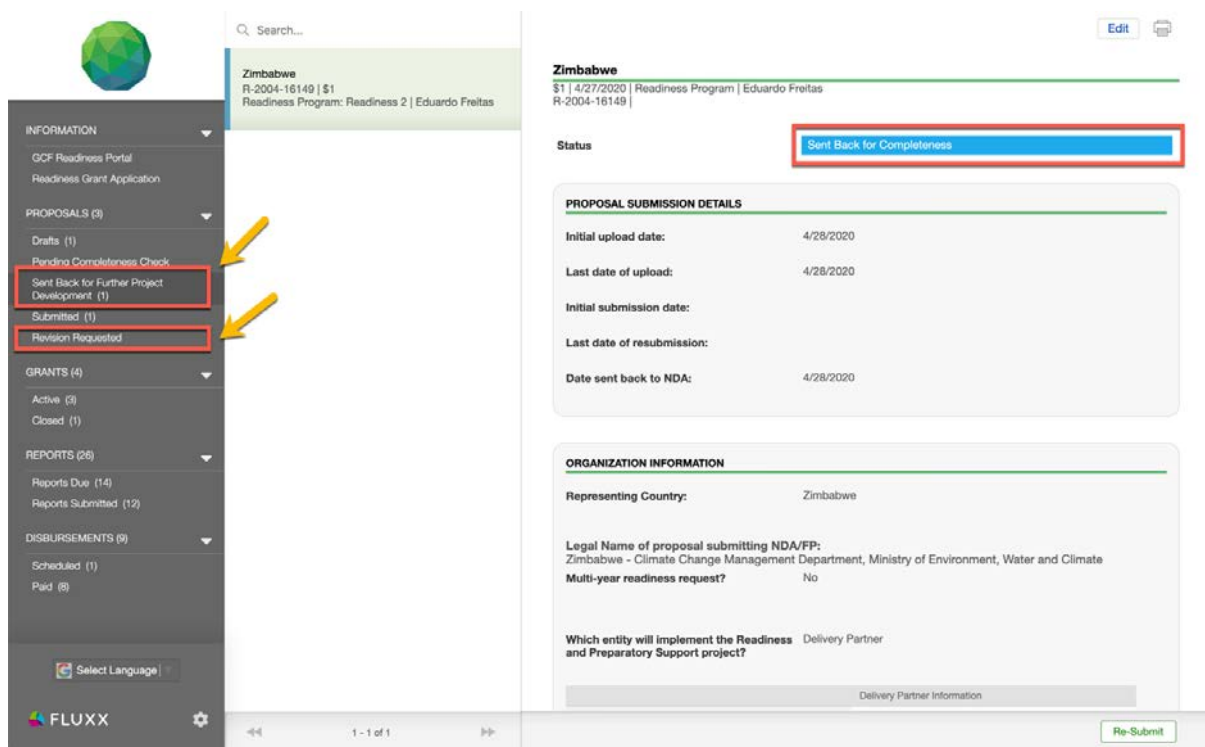 Search...
Edit
Zimbabwe
R-2004-16149 | $1
Readiness Program: Readiness 2 | Eduardo Freitas
INFORMATION
GCF Readiness Portal
Readiness Grant Application
PROPOSALS (3)
Drafts (1)
Pending Completeness Check
Sent Back for Further Project
Development (1)
Submitted (1)
Revision Requested
GRANTS (4)
Active (3)
Closed (1)
REPORTS (26)
Reports Due (14)
Reports Submitted (12)
DISBURSEMENTS (9)
Scheduled (1)
Paid (8)
Select Language
FLUXX
1 - 1 of 1
Zimbabwe
$1 | 4/27/2020 | Readiness Program | Eduardo Freitas
R-2004-16149 |
Status
Sent Back for Completeness
PROPOSAL SUBMISSION DETAILS
Initial upload date: 4/28/2020
Last date of upload: 4/28/2020
Initial submission date:
Last date of resubmission:
Date sent back to NDA: 4/28/2020
ORGANIZATION INFORMATION
Representing Country: Zimbabwe
Legal Name of proposal submitting NDA/FP:
Zimbabwe - Climate Change Management Department, Ministry of Environment, Water and Climate
Multi-year readiness request? No
Which entity will implement the Readiness Delivery Partner
and Preparatory Support project?
Delivery Partner Information
Re-Submit